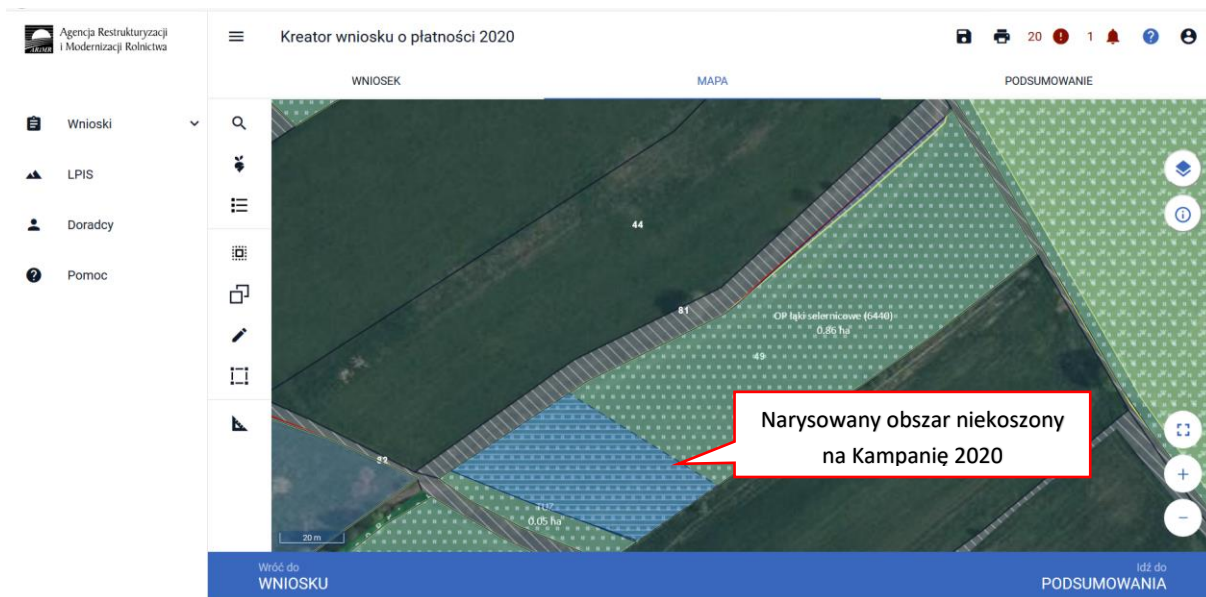 Agencja Restrukturyzacji
i Modernizacji Rolnictwa
ARiMR
Kreator wniosku o płatności 2020
20
1
WNIOSEK
MAPA
PODSUMOWANIE
Wnioski
LPIS
Doradcy
Pomoc
44
81
OP łąki selernicowe (6440)
0.86 ha
49
Narysowany obszar niekoszony
na Kampanię 2020
32
TUZ
0.05 ha
20 m
Wróć do
WNIOSKU
Idź do
PODSUMOWANIA